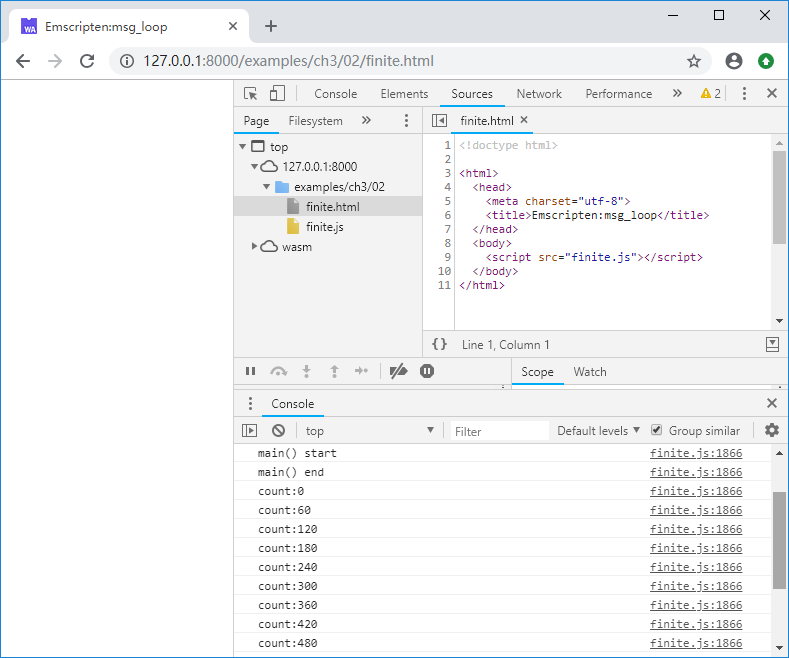 Emscripten:msg_loop
127.0.0.1:8000/examples/ch3/02/finite.html
Console Elements Sources Network Performance » 2
Page Filesystem »
finite.html
top
127.0.0.1:8000
examples/ch3/02
finite.html
finite.js
wasm
1 <!doctype html>
2
3 <html>
4 <head>
5 <meta charset="utf-8">
6 <title>Emscripten:msg_loop</title>
7 </head>
8 <body>
9 <script src="finite.js"></script>
10 </body>
11 </html>
{} Line 1, Column 1
Scope Watch
Console
top Filter Default levels Group similar
main() start finite.js:1866
main() end finite.js:1866
count:0 finite.js:1866
count:60 finite.js:1866
count:120 finite.js:1866
count:180 finite.js:1866
count:240 finite.js:1866
count:300 finite.js:1866
count:360 finite.js:1866
count:420 finite.js:1866
count:480 finite.js:1866